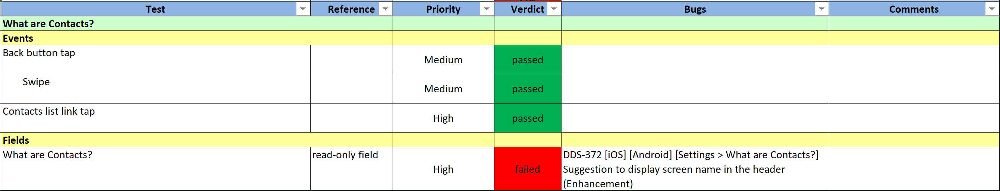 Test Reference Priority Verdict Bugs Comments
What are Contacts?
Events
Back button tap Medium passed
Swipe Medium passed
Contacts list link tap High passed
Fields
What are Contacts? read-only field High failed DDS-372 [iOS] [Android] [Settings > What are Contacts?]
Suggestion to display screen name in the header
(Enhancement)